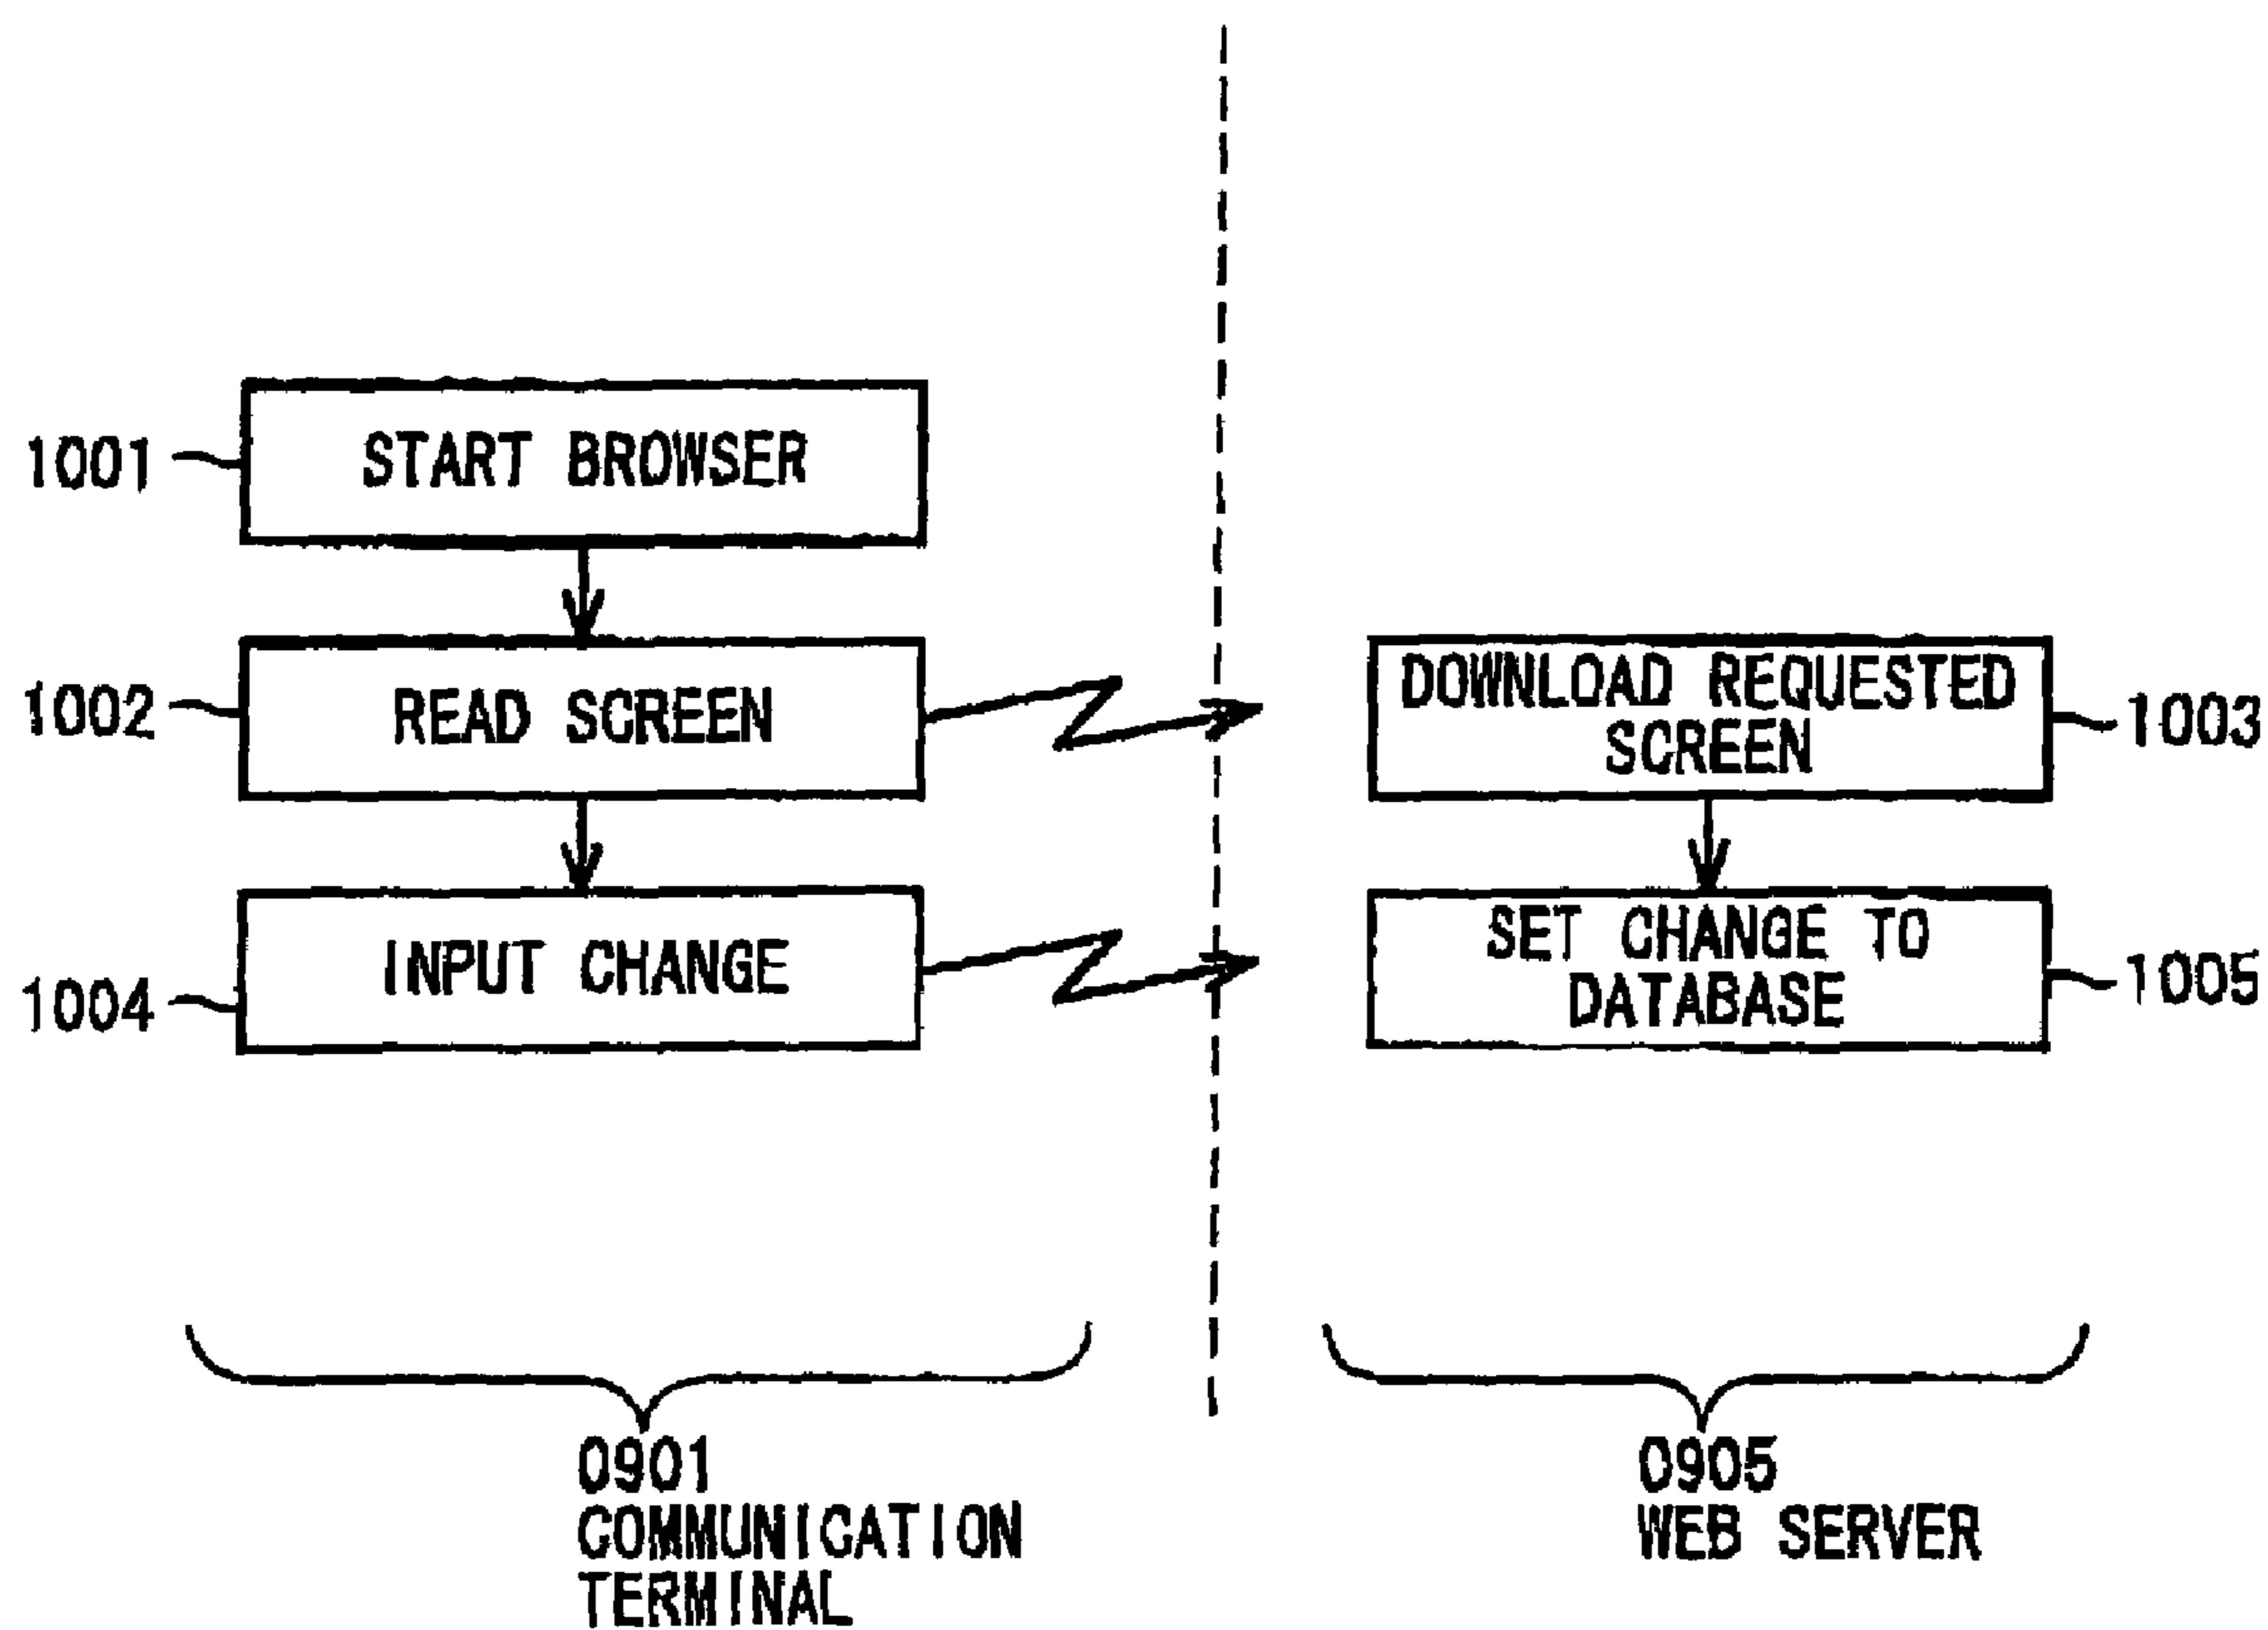 1001
START BROWSER
1002
READ SCREEN
DOWNLOAD REQUESTED
SCREEN
1003
1004
INPUT CHANGE
SET CHANGE TO
DATABASE
1005
0901
COMMUNICATION
TERMINAL
0905
WEB SERVER